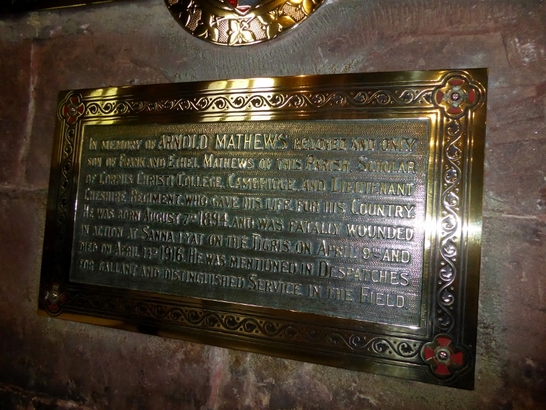 IN MEMORY OF ARNOLD MATHEWS BELOVED AND ONLY
SON OF FRANK AND ETHEL MATHEWS OF THIS PARISH SCHOLAR
OF CORPUS CHRISTI COLLEGE, CAMBRIDGE, AND LIEUTENANT
CHESHIRE REGIMENT, WHO GAVE HIS LIFE FOR HIS COUNTRY.
HE WAS BORN AUGUST 7TH 1894, AND WAS FATALLY WOUNDED
IN ACTION AT SANNA-I-YAT ON THE TIGRIS, ON APRIL 9TH AND
DIED ON APRIL 1916. HE WAS MENTIONED IN DESPATCHES
FOR GALLANT AND DISTINGUISHED SERVICE IN THE FIELD.